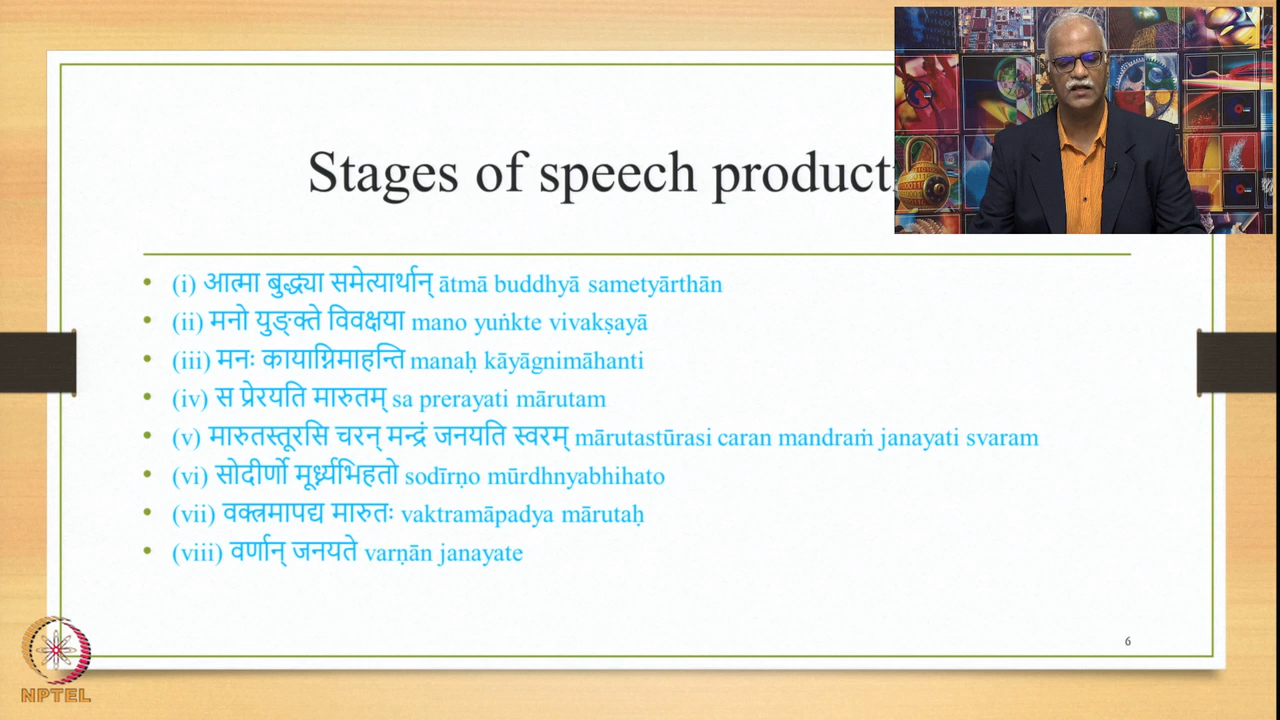 Stages of speech
• (i) आत्मा बुद्ध्या समेत्यार्थान् ātmā buddhyā sametyārthān
• (ii) मनो युङ्क्ते विवक्षया mano yuṅkte vivakṣayā
• (iii) मनः कायाग्निमाहन्ति manaḥ kāyāgnimāhanti
• (iv) स प्रेरयति मारुतम् sa prerayati mārutam
• (v) मारुतस्तूरसि चरन् मन्द्रं जनयति स्वरम् mārutastūrasi caran mandraṁ janayati svaram
• (vi) सोदीर्णो मूर्ध्न्यभिहतो sodīrṇo mūrdhnyabhihato
• (vii) वक्त्रमापद्य मारुतः vaktramāpadya mārutaḥ
• (viii) वर्णान् जनयते varṇān janayate
6
NPTEL